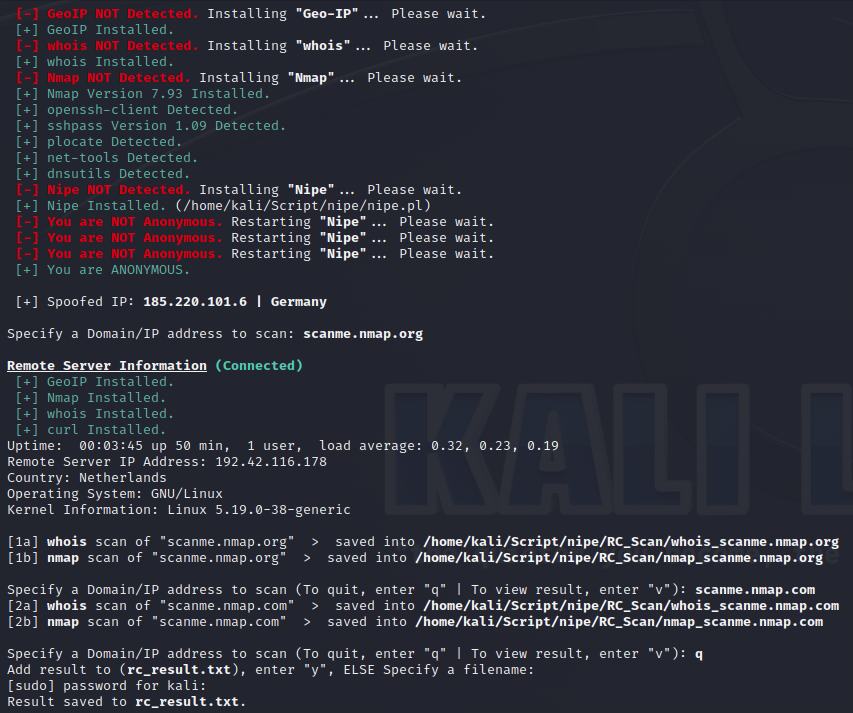 [-] GeoIP NOT Detected. Installing "Geo-IP"... Please wait.
[+] GeoIP Installed.
[-] whois NOT Detected. Installing "whois"... Please wait.
[+] whois Installed.
[-] Nmap NOT Detected. Installing "Nmap"... Please wait.
[+] Nmap Version 7.93 Installed.
[+] openssh-client Detected.
[+] sshpass Version 1.09 Detected.
[+] plocate Detected.
[+] net-tools Detected.
[+] dnsutils Detected.
[-] Nipe NOT Detected. Installing "Nipe"... Please wait.
[+] Nipe Installed. (/home/kali/Script/nipe/nipe.pl)
[-] You are NOT Anonymous. Restarting "Nipe"... Please wait.
[-] You are NOT Anonymous. Restarting "Nipe"... Please wait.
[-] You are NOT Anonymous. Restarting "Nipe"... Please wait.
[+] You are ANONYMOUS.
[+] Spoofed IP: 185.220.101.6 | Germany
Specify a Domain/IP address to scan: scanme.nmap.org
Remote Server Information (Connected)
[+] GeoIP Installed.
[+] Nmap Installed.
[+] whois Installed.
[+] curl Installed.
Uptime:  00:03:45 up 50 min,  1 user,  load average: 0.32, 0.23, 0.19
Remote Server IP Address: 192.42.116.178
Country: Netherlands
Operating System: GNU/Linux
Kernel Information: Linux 5.19.0-38-generic
KALI L
[1a] whois scan of "scanme.nmap.org"  >  saved into /home/kali/Script/nipe/RC_Scan/whois_scanme.nmap.org
[1b] nmap scan of "scanme.nmap.org"  >  saved into /home/kali/Script/nipe/RC_Scan/nmap_scanme.nmap.org
Specify a Domain/IP address to scan (To quit, enter "q" | To view result, enter "v"): scanme.nmap.com
[2a] whois scan of "scanme.nmap.com"  >  saved into /home/kali/Script/nipe/RC_Scan/whois_scanme.nmap.com
[2b] nmap scan of "scanme.nmap.com"  >  saved into /home/kali/Script/nipe/RC_Scan/nmap_scanme.nmap.com
Specify a Domain/IP address to scan (To quit, enter "q" | To view result, enter "v"): q
Add result to (rc_result.txt), enter "y", ELSE Specify a filename:
[sudo] password for kali:
Result saved to rc_result.txt.